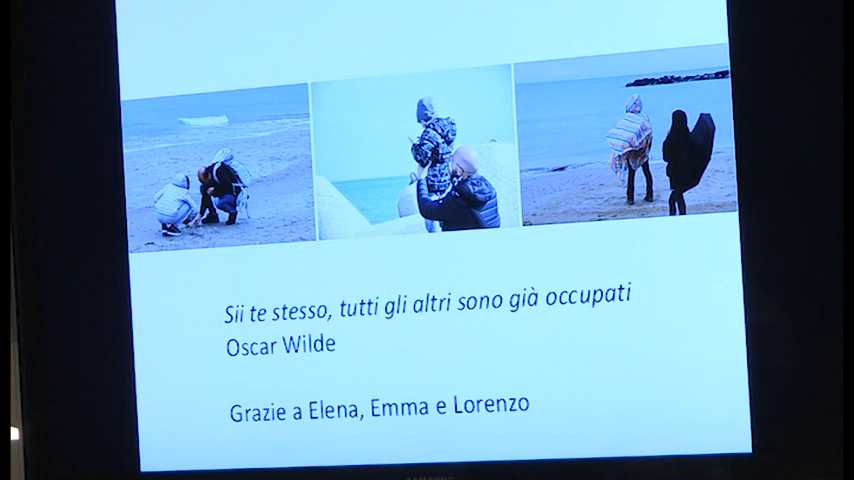 Sii te stesso, tutti gli altri sono già occupati
Oscar Wilde
Grazie a Elena, Emma e Lorenzo